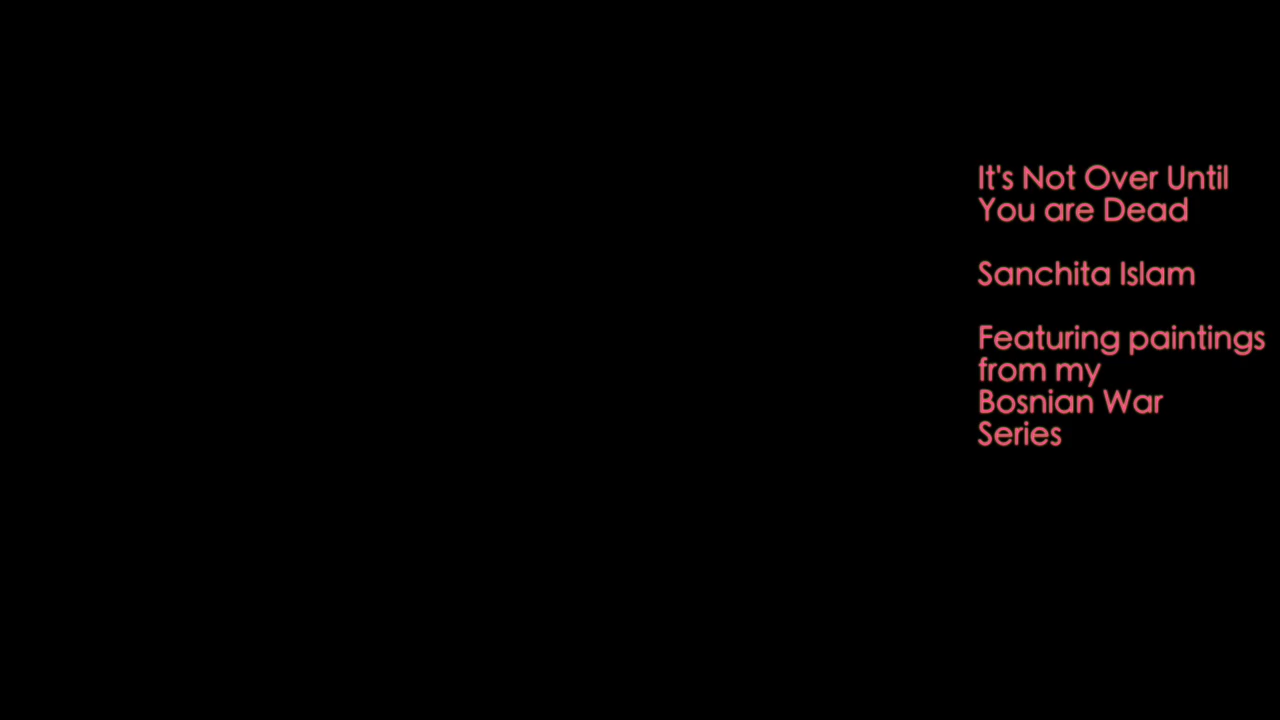 It's Not Over Until
You are Dead
Sanchita Islam
Featuring paintings
from my
Bosnian War
Series